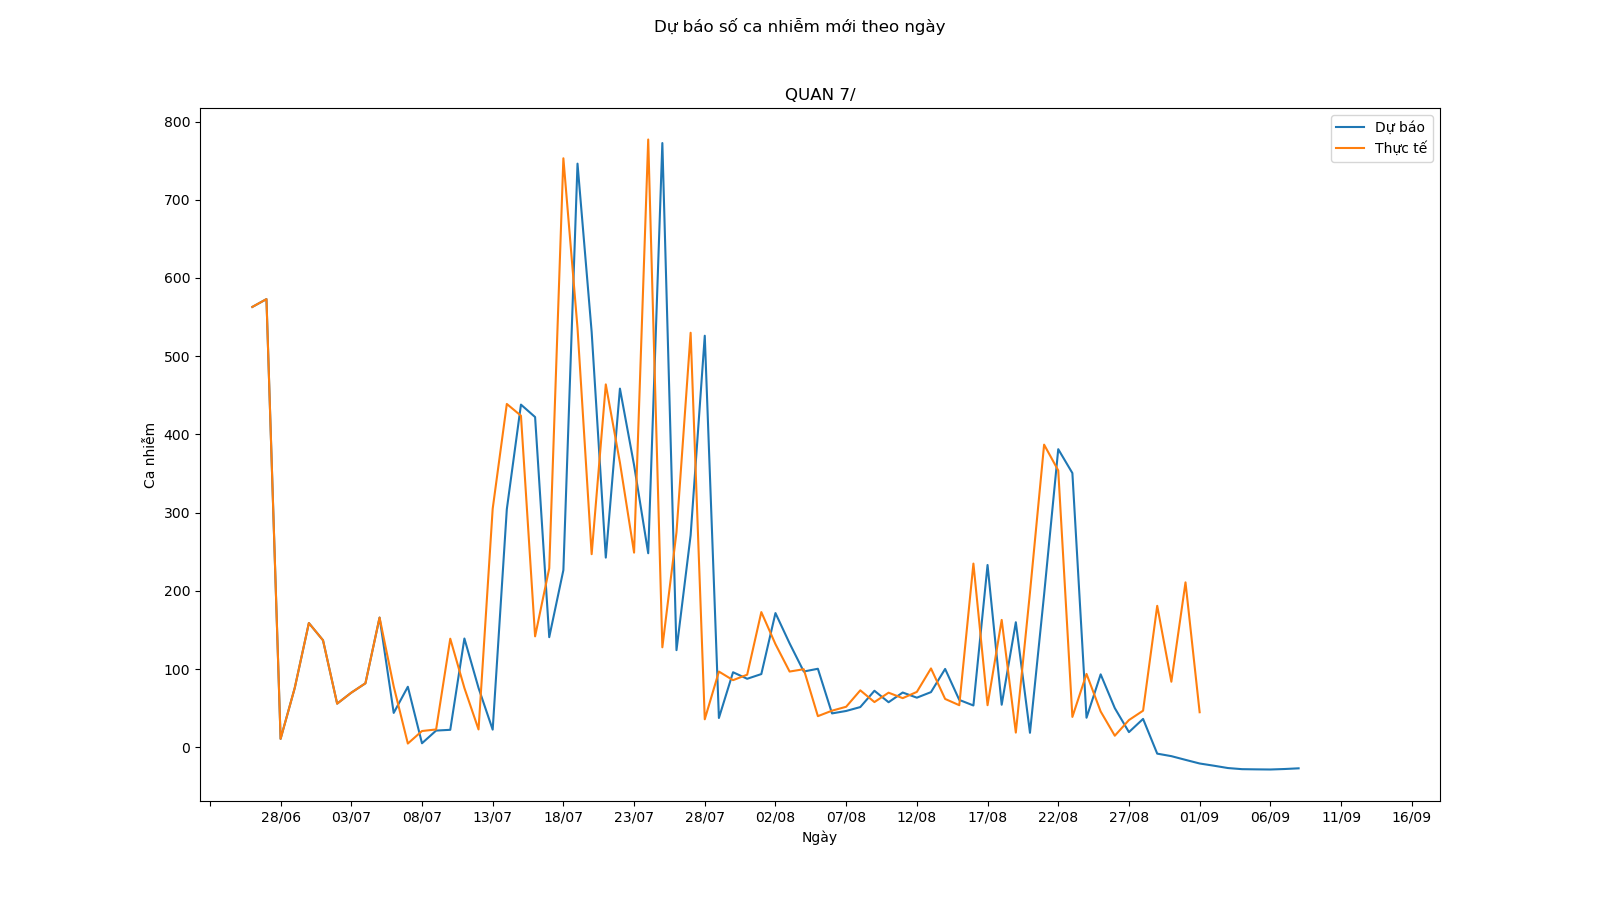 Dự báo số ca nhiễm mới theo ngày
QUAN 7/
800
700
600
500
400
300
200
100
0
Ca nhiễm
Dự báo
Thực tế
28/06 03/07 08/07 13/07 18/07 23/07 28/07 02/08 07/08 12/08 17/08 22/08 27/08 01/09 06/09 11/09 16/09
Ngày